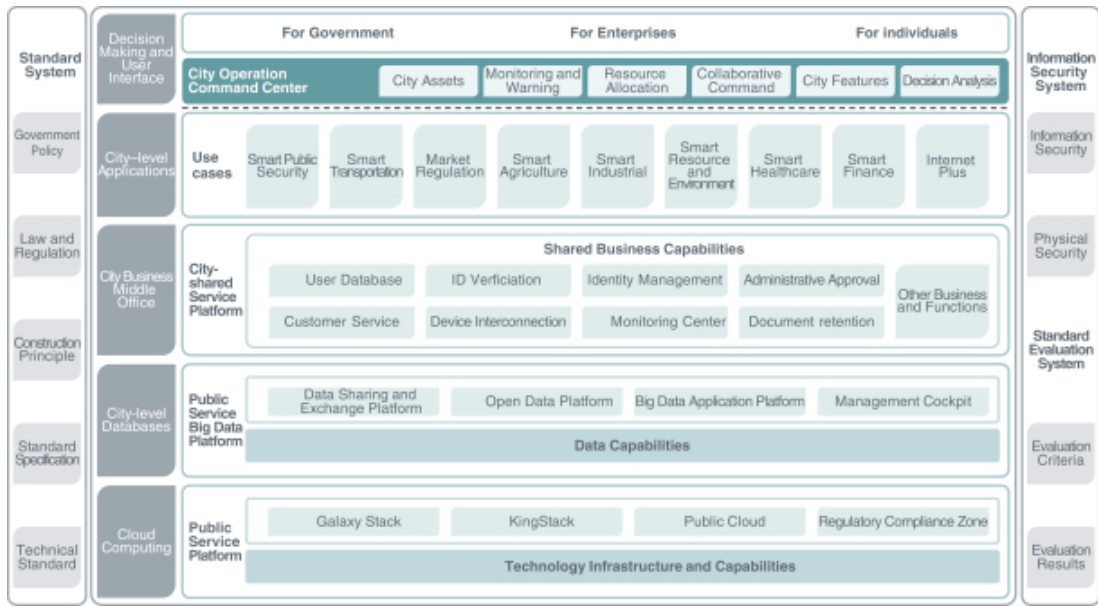 Standard
System
Government
Policy
Law and
Regulation
Construction
Principle
Standard
Specification
Technical
Standard
Decision
Making and
User
Interface
For Government
For Enterprises
For individuals
City Operation
Command Center
City Assets
Monitoring and
Warning
Resource
Allocation
Collaborative
Command
City Features
Decision Analysis
City-level
Applications
Use
cases
Smart Public
Security
Smart
Transportation
Market
Regulation
Smart
Agriculture
Smart
Industrial
Smart
Resource
and
Environment
Smart
Healthcare
Smart
Finance
Internet
Plus
City Business
Middle
Office
City-
shared
Service
Platform
Shared Business Capabilities
User Database
ID Verficiation
Identity Management
Administrative Approval
Customer Service
Device Interconnection
Monitoring Center
Document retention
Other Business
and Functions
City-level
Databases
Public
Service
Big Data
Platform
Data Sharing and
Exchange Platform
Open Data Platform
Big Data Application Platform
Management Cockpit
Data Capabilities
Cloud
Computing
Public
Service
Platform
Galaxy Stack
KingStack
Public Cloud
Regulatory Compliance Zone
Technology Infrastructure and Capabilities
Information
Security
System
Information
Security
Physical
Security
Standard
Evaluation
System
Evaluation
Criteria
Evaluation
Results